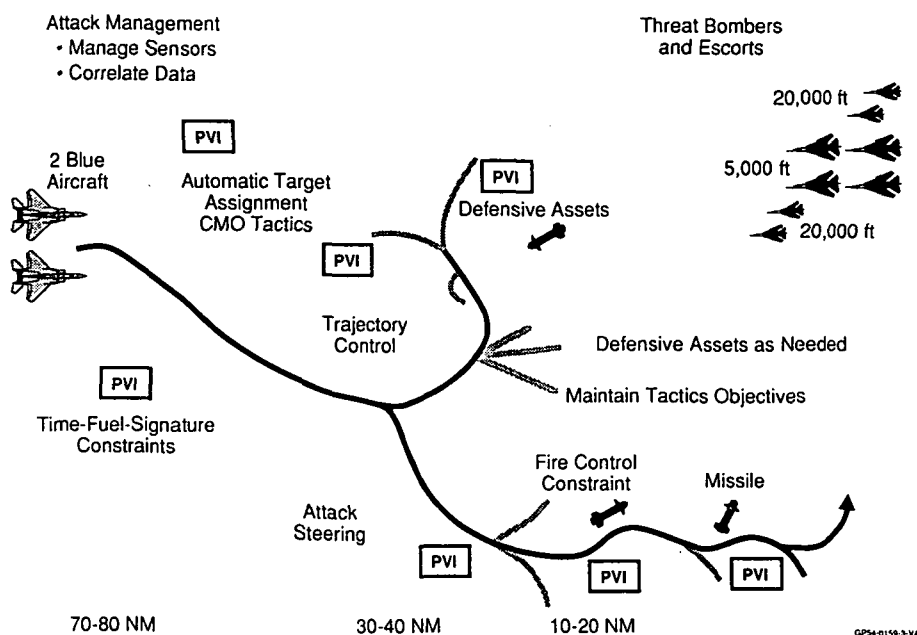 Attack Management
• Manage Sensors
• Correlate Data
Threat Bombers
and Escorts
20,000 ft
5,000 ft
20,000 ft
PVI
2 Blue
Aircraft
Automatic Target
Assignment
CMO Tactics
PVI
Defensive Assets
PVI
Trajectory
Control
Defensive Assets as Needed
Maintain Tactics Objectives
PVI
Time-Fuel-Signature
Constraints
Fire Control
Constraint
Missile
Attack
Steering
PVI
PVI
PVI
70-80 NM
30-40 NM
10-20 NM